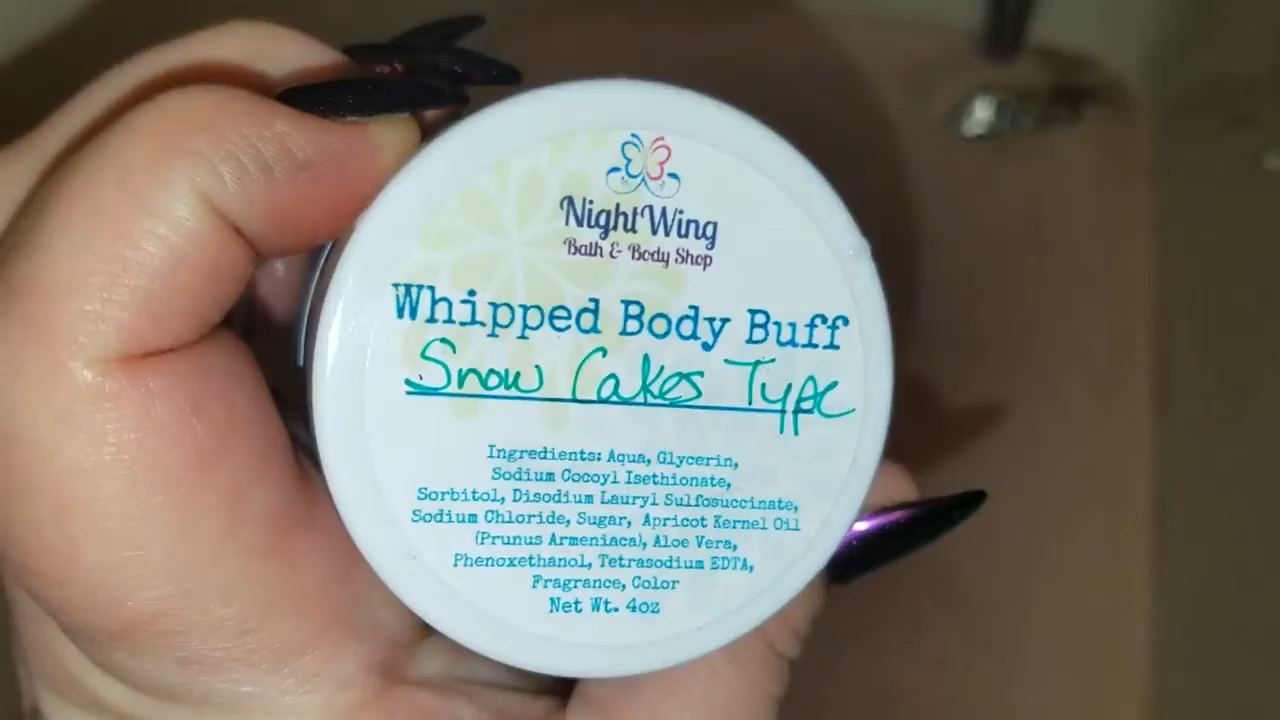 NightWing
Bath & Body Shop
Whipped Body Buff
Snow Cakes Type
Ingredients: Aqua, Glycerin,
Sodium Cocoyl Isethionate,
Sorbitol, Disodium Lauryl Sulfosuccinate,
Sodium Chloride, Sugar, Apricot Kernel Oil
(Prunus Armeniaca), Aloe Vera,
Phenoxethanol, Tetrasodium EDTA,
Fragrance, Color
Net Wt. 4oz